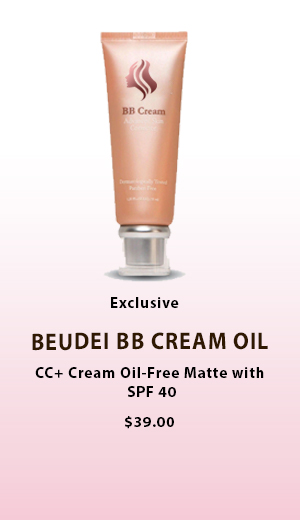 BB Cream
Exclusive
BEUDEI BB CREAM OIL
CC+ Cream Oil-Free Matte with
SPF 40
$39.00